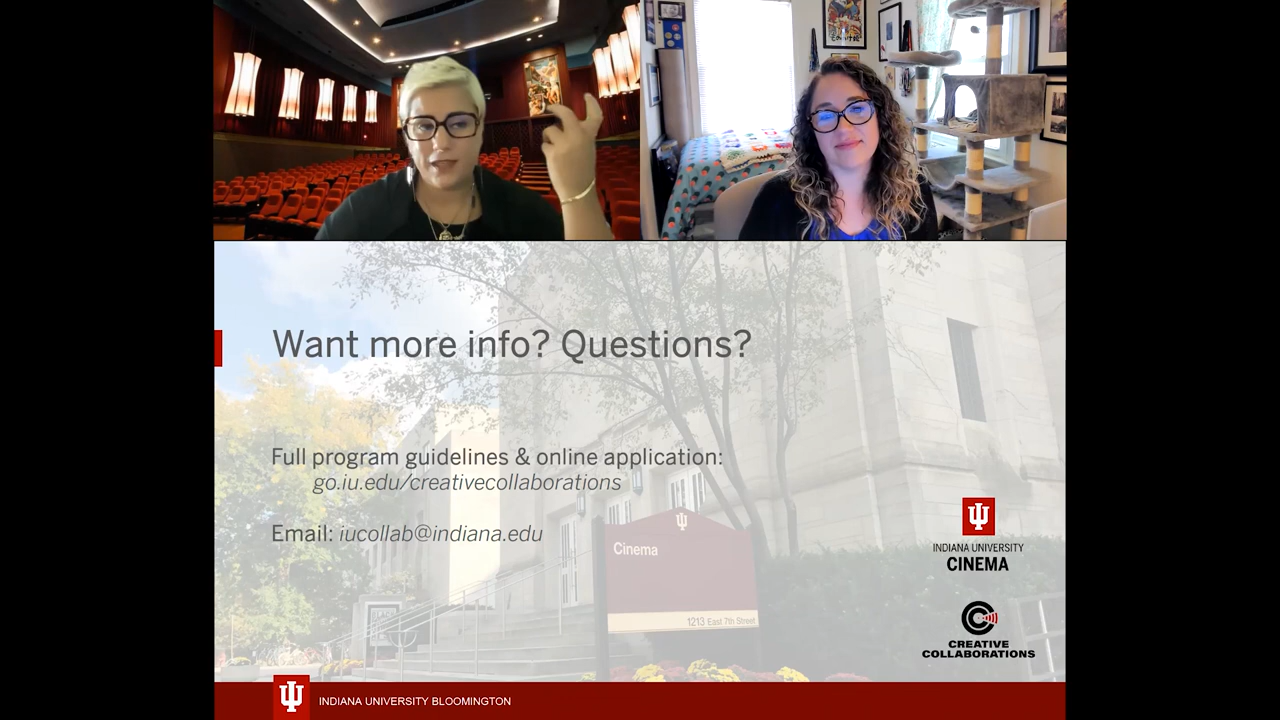 Want more info? Questions?
Full program guidelines & online application:
go.iu.edu/creativecollaborations
Email: iucollab@indiana.edu
Cinema
1213 East 7th Street
INDIANA UNIVERSITY
CINEMA
CREATIVE
COLLABORATIONS
INDIANA UNIVERSITY BLOOMINGTON